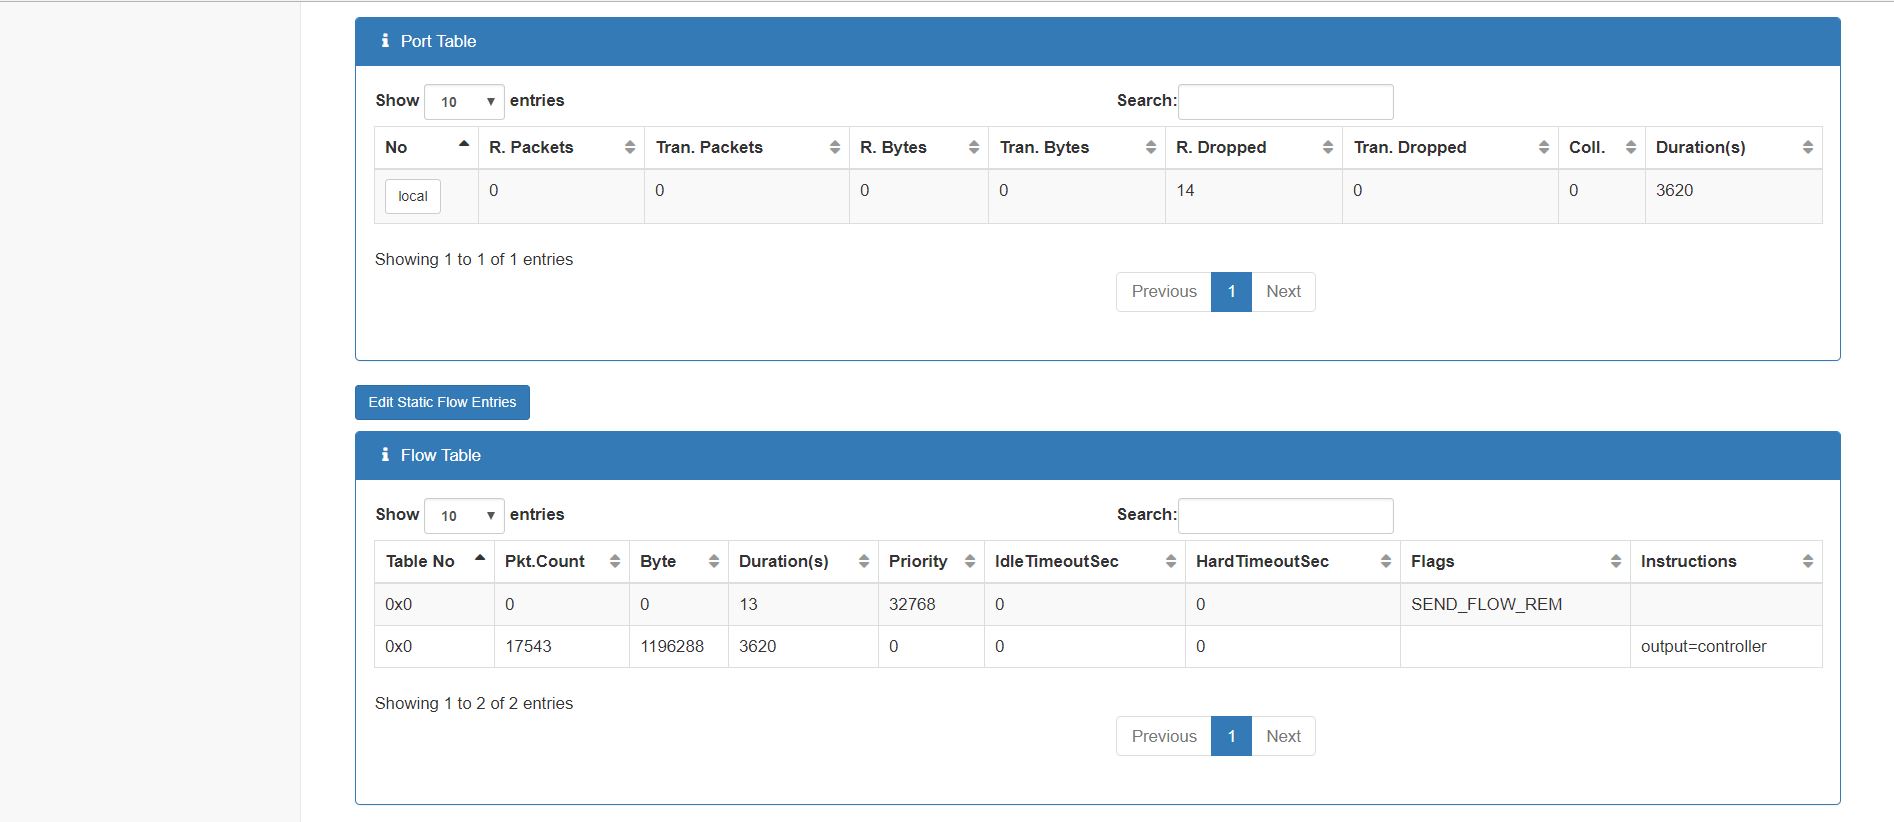 Port Table
Show 10 entries Search:
No R. Packets Tran. Packets R. Bytes Tran. Bytes R. Dropped Tran. Dropped Coll. Duration(s)
local 0 0 0 0 14 0 0 3620
Showing 1 to 1 of 1 entries
Previous 1 Next
Edit Static Flow Entries
Flow Table
Show 10 entries Search:
Table No Pkt.Count Byte Duration(s) Priority IdleTimeoutSec HardTimeoutSec Flags Instructions
0x0 0 0 13 32768 0 0 SEND_FLOW_REM
0x0 17543 1196288 3620 0 0 0 output=controller
Showing 1 to 2 of 2 entries
Previous 1 Next